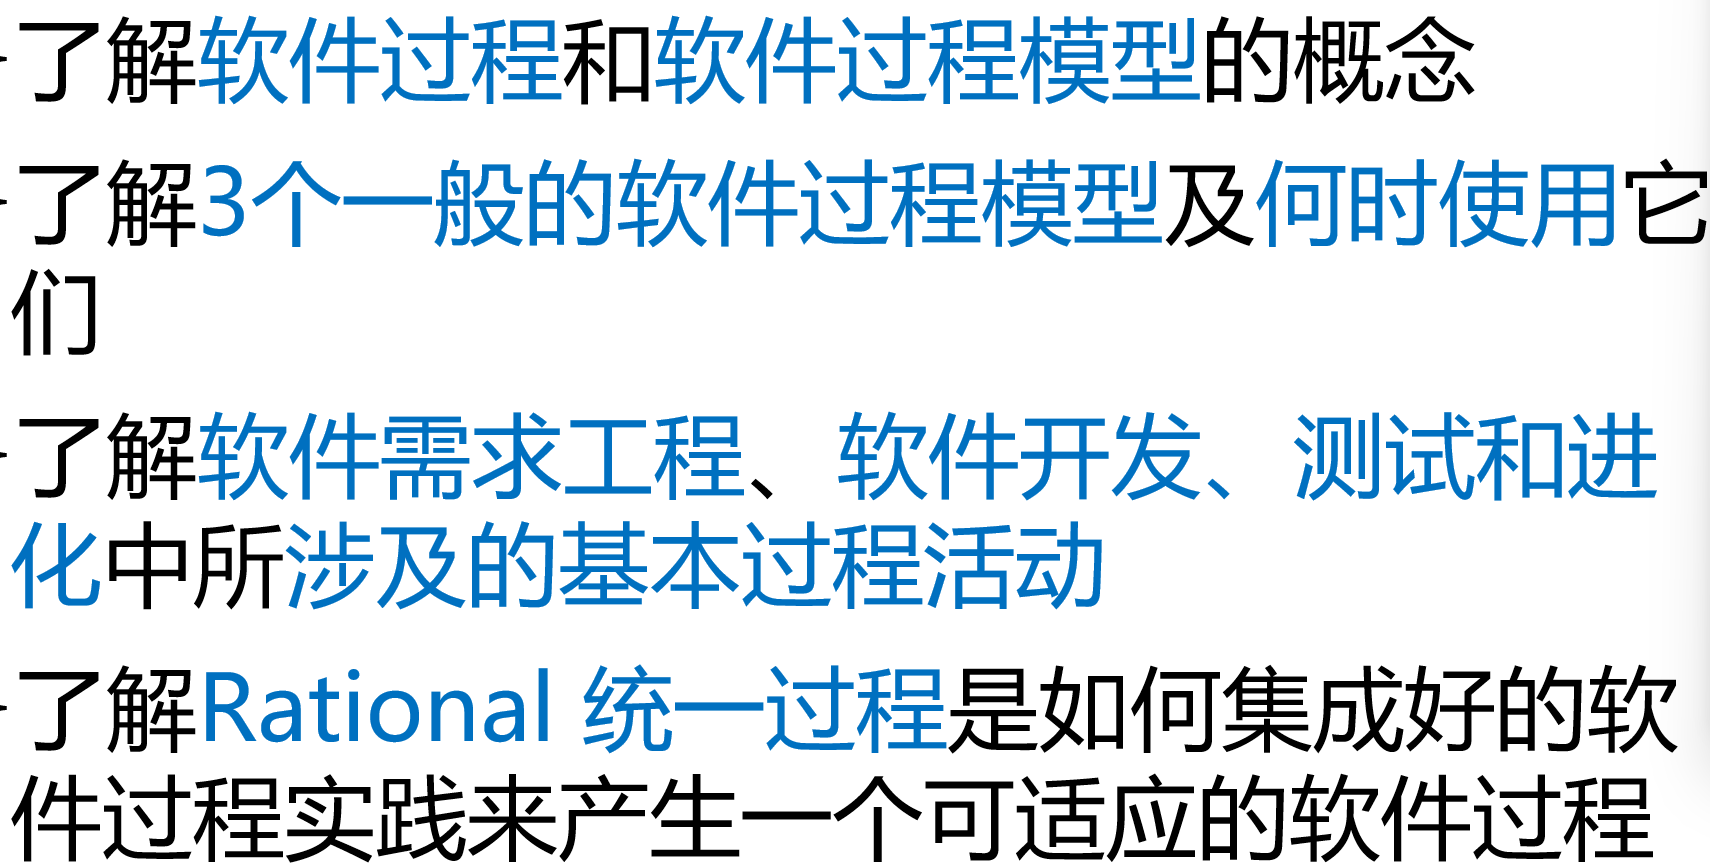 了解软件过程和软件过程模型的概念
了解3个一般的软件过程模型及何时使用它
们
了解软件需求工程、软件开发、测试和进
化中所涉及的基本过程活动
了解Rational 统一过程是如何集成好的软
件过程实践来产生一个可适应的软件过程